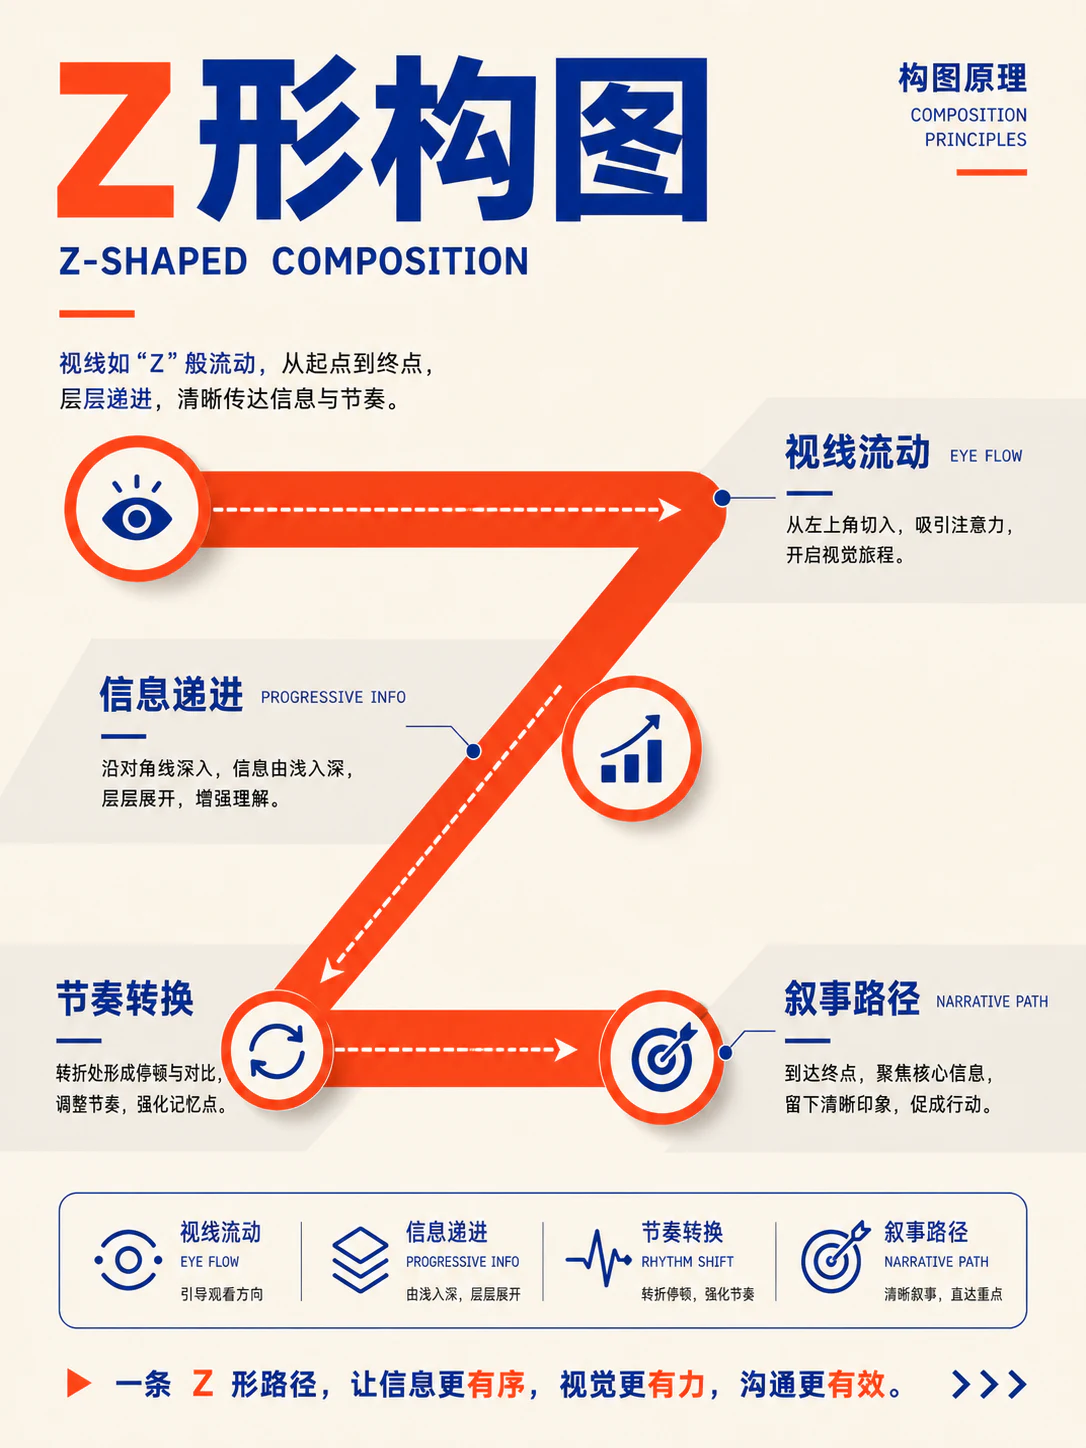 Z形构图
构图原理
COMPOSITION
PRINCIPLES
Z-SHAPED COMPOSITION
视线如“Z”般流动，从起点到终点，
层层递进，清晰传达信息与节奏。
视线流动 EYE FLOW
从左上角切入，吸引注意力，
开启视觉旅程。
信息递进 PROGRESSIVE INFO
沿对角线深入，信息由浅入深，
层层展开，增强理解。
节奏转换
转折处形成停顿与对比，
调整节奏，强化记忆点。
叙事路径 NARRATIVE PATH
到达终点，聚焦核心信息，
留下清晰印象，促成行动。
视线流动
EYE FLOW
引导观看方向
信息递进
PROGRESSIVE INFO
由浅入深，层层展开
节奏转换
RHYTHM SHIFT
转折停顿，强化节奏
叙事路径
NARRATIVE PATH
清晰叙事，直达重点
一条 Z 形路径，让信息更有序，视觉更有力，沟通更有效。